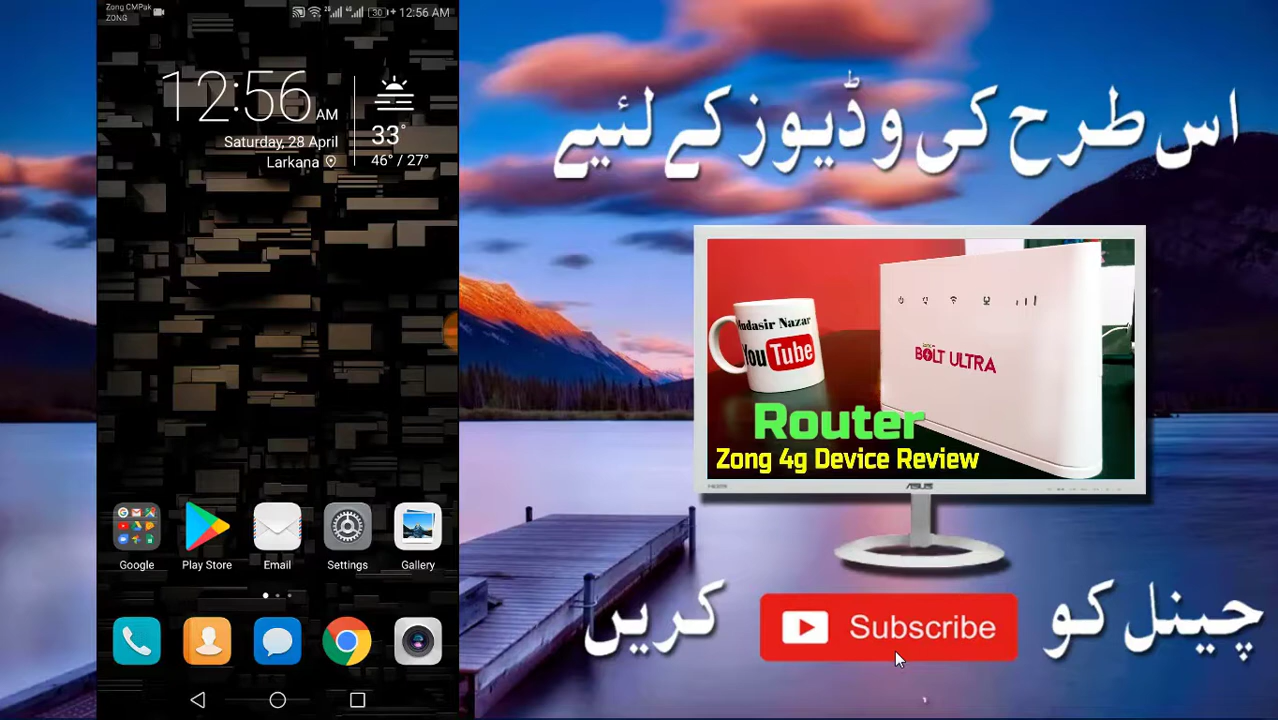 Zong CMPak
ZONG
30
12:56 AM
12:56 AM
Saturday, 28 April
Larkana
33°
46° / 27°
Google
Play Store
Email
Settings
Gallery
اس طرح کی وڈیوز کے لئیے
Mudasir Nazar
YouTube
BOLT ULTRA
Router
Zong 4g Device Review
HDMI
ASUS
چینل کو
Subscribe
کریں